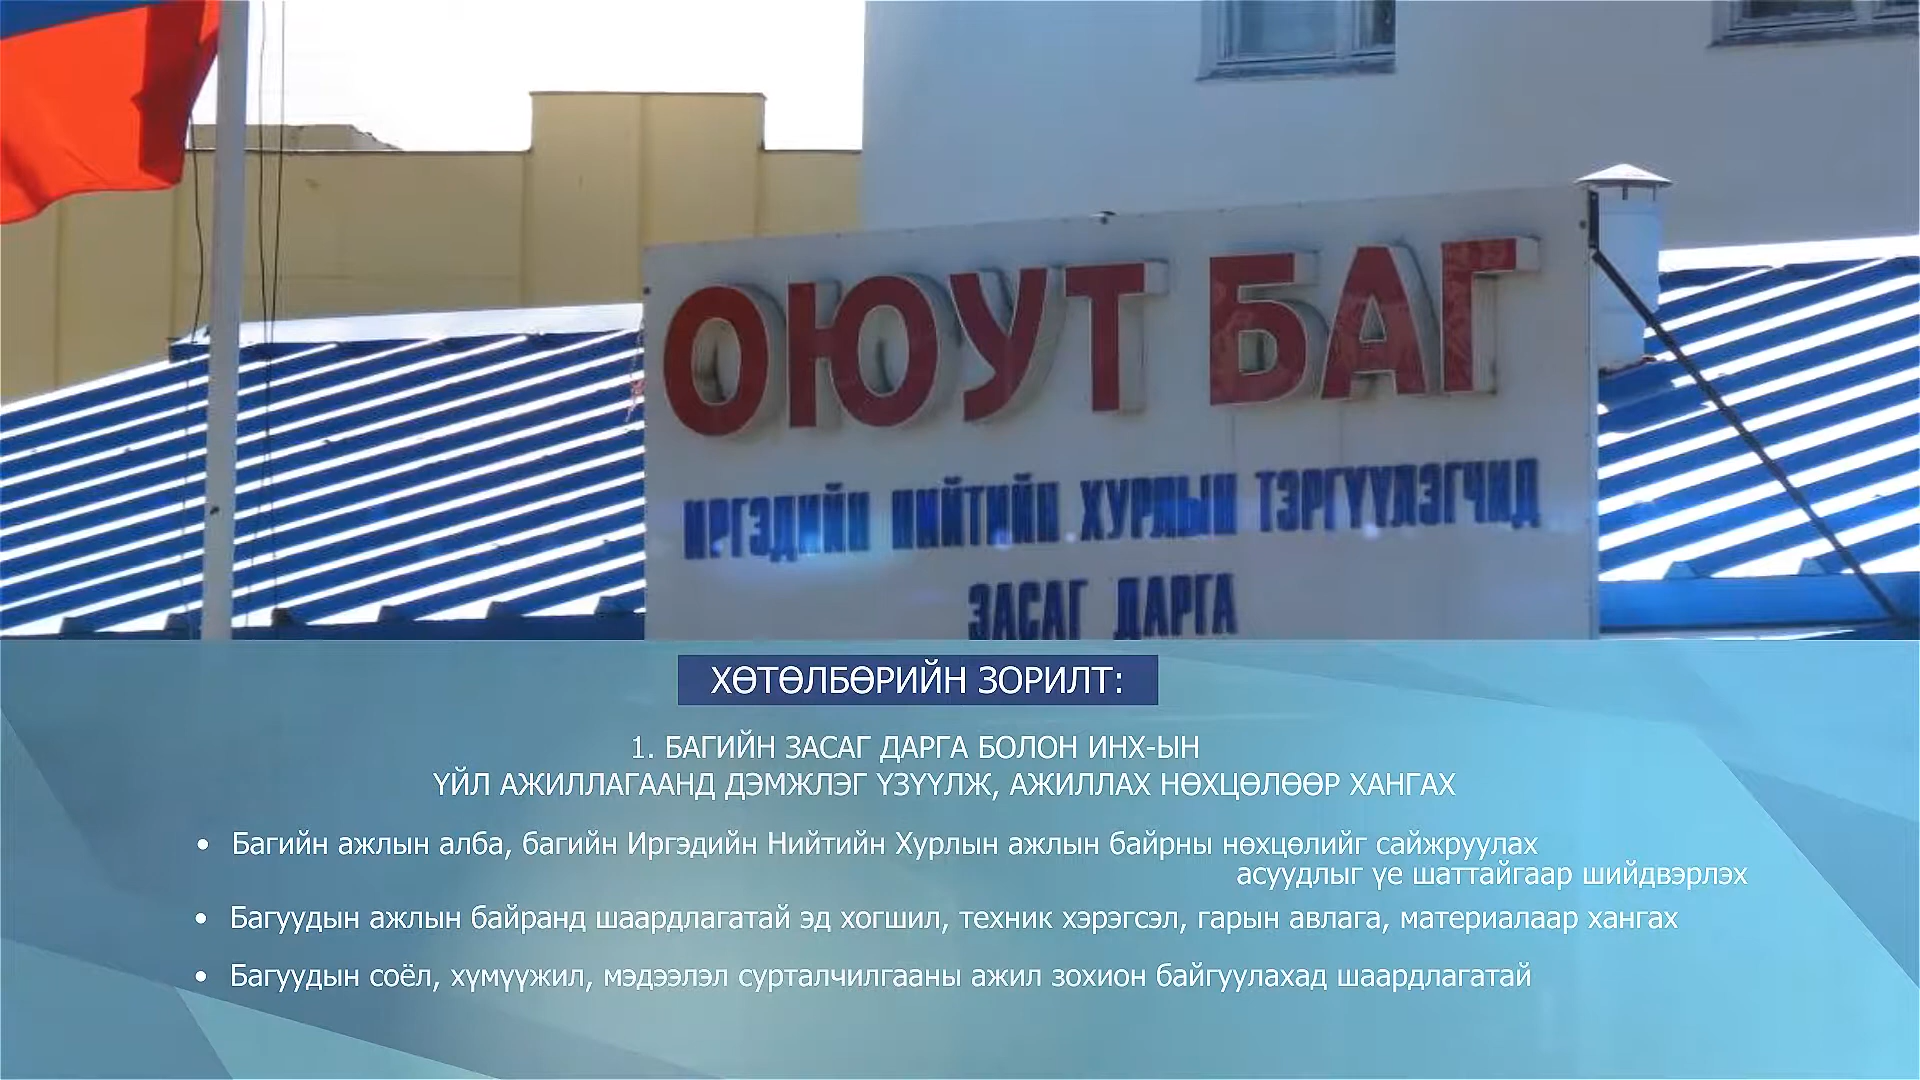 ОЮУТ БАГ
ИРГЭДИЙН НИЙТИЙН ХУРЛЫН ТЭРГҮҮЛЭГЧИД
ЗАСАГ ДАРГА
ХӨТӨЛБӨРИЙН ЗОРИЛТ:
1. БАГИЙН ЗАСАГ ДАРГА БОЛОН ИНХ-ЫН
ҮЙЛ АЖИЛЛАГААНД ДЭМЖЛЭГ ҮЗҮҮЛЖ, АЖИЛЛАХ НӨХЦӨЛӨӨР ХАНГАХ
• Багийн ажлын алба, багийн Иргэдийн Нийтийн Хурлын ажлын байрны нөхцөлийг сайжруулах
асуудлыг үе шаттайгаар шийдвэрлэх
• Багуудын ажлын байранд шаардлагатай эд хогшил, техник хэрэгсэл, гарын авлага, материалаар хангах
• Багуудын соёл, хүмүүжил, мэдээлэл сурталчилгааны ажил зохион байгуулахад шаардлагатай